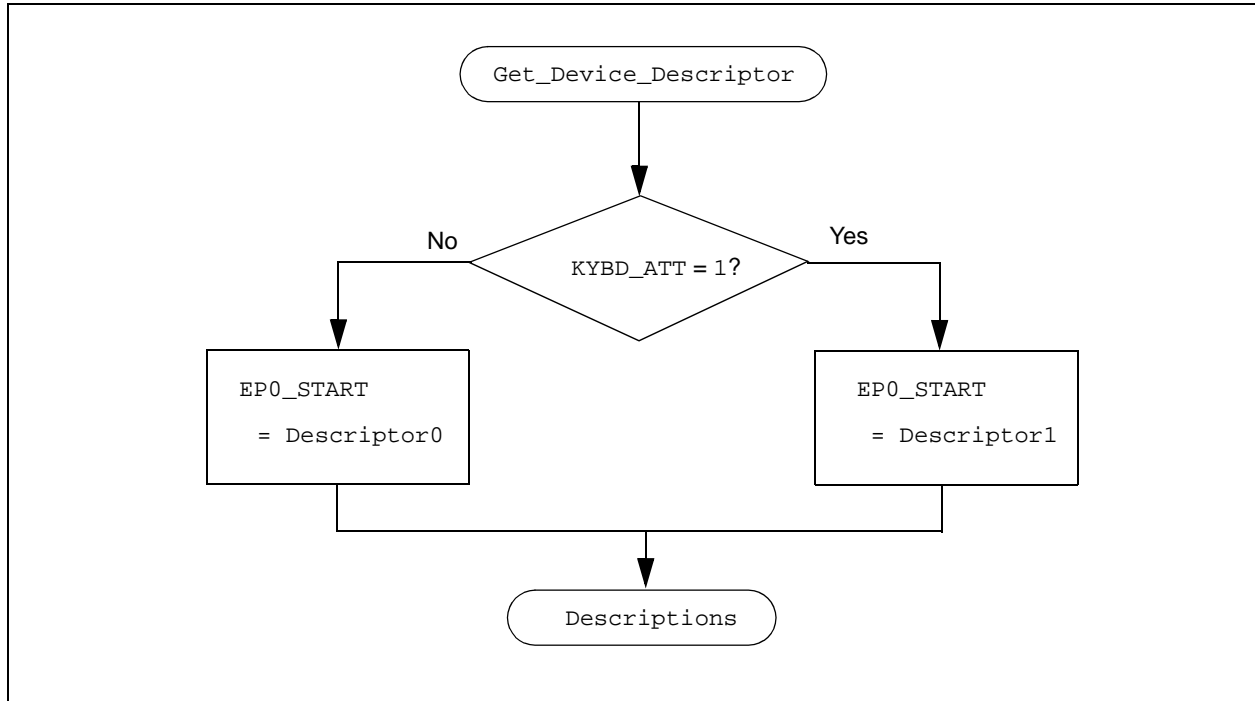 Get_Device_Descriptor
No
Yes
KYBD_ATT = 1?
EP0_START
= Descriptor0
EP0_START
= Descriptor1
Descriptions